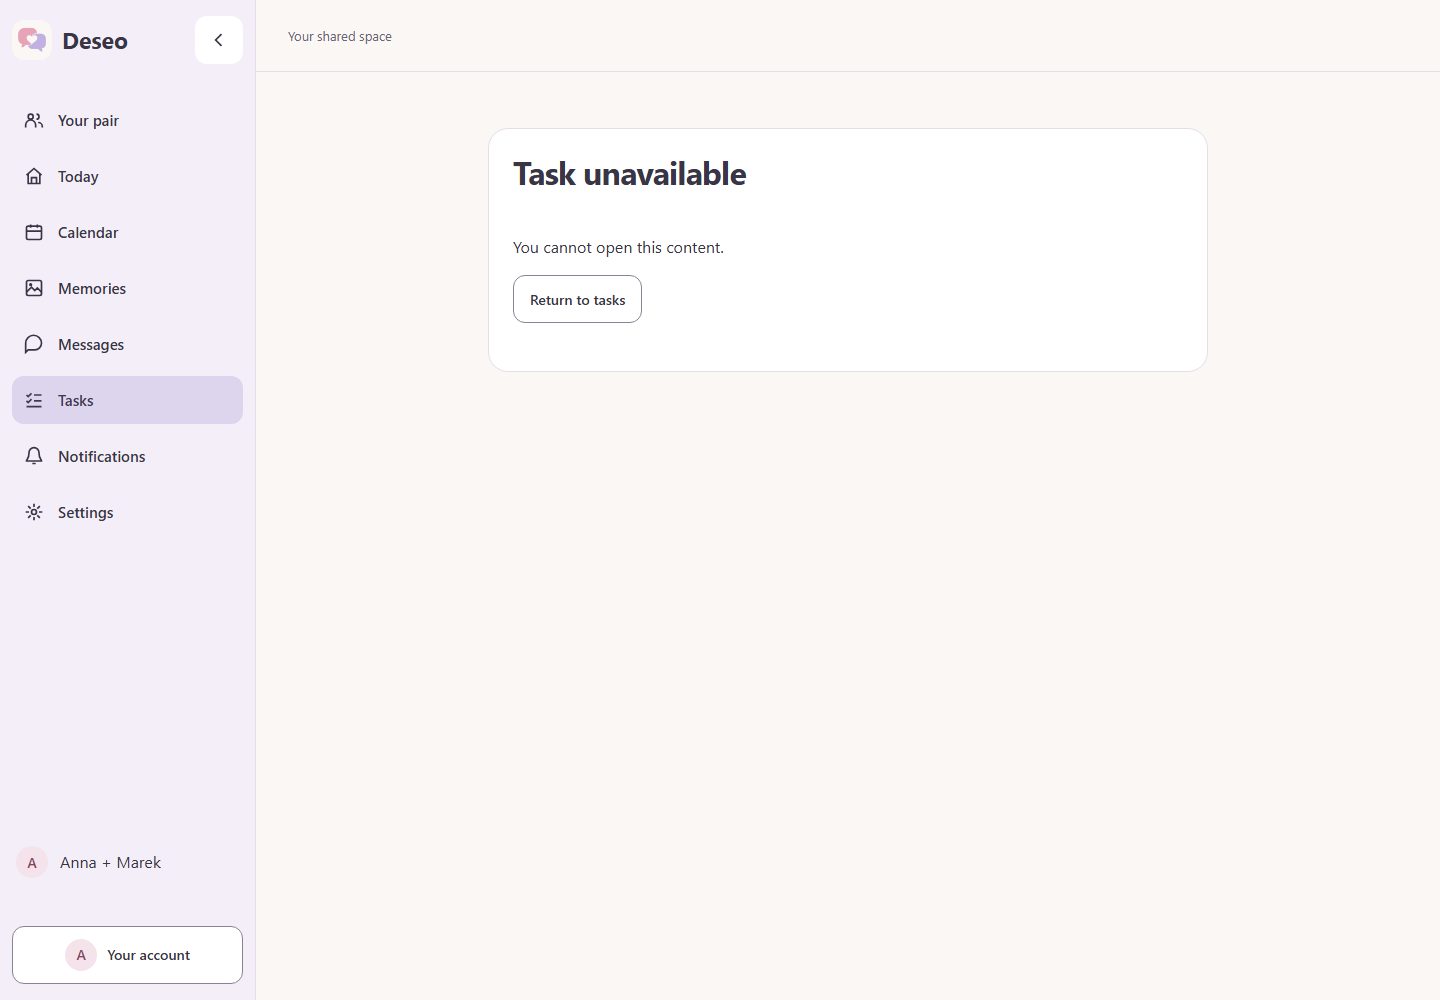 Deseo
Your pair
Today
Calendar
Memories
Messages
Tasks
Notifications
Settings
A
Anna + Marek
A
Your account
Your shared space
Task unavailable
You cannot open this content.
Return to tasks